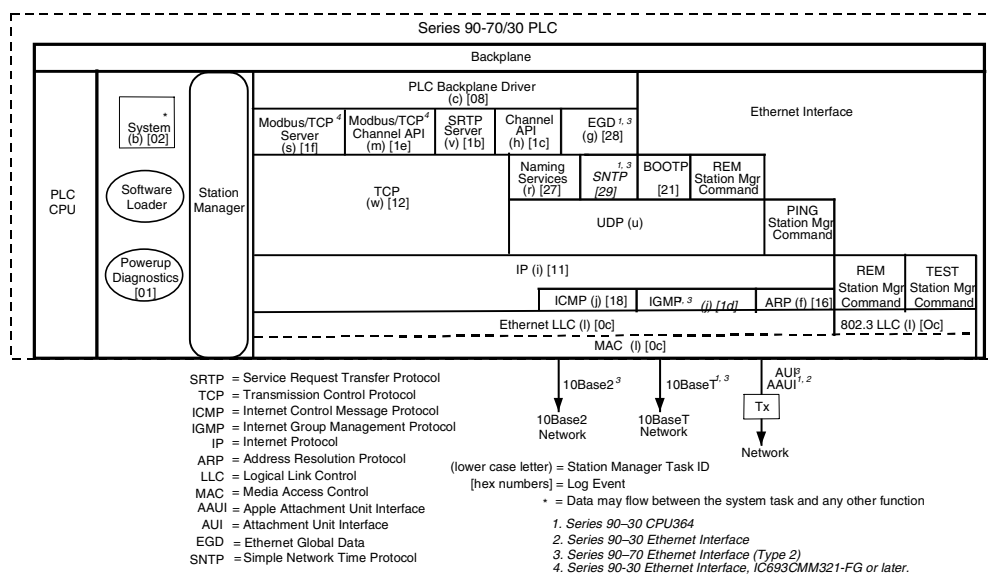 Series 90-70/30 PLC
Backplane
PLC Backplane Driver
(c) [08]
Ethernet Interface
*
System
(b) [02]
Modbus/TCP 4
Server
(s) [1f]
Modbus/TCP 4
Channel API
(m) [1e]
SRTP
Server
(v) [1b]
Channel
API
(h) [1c]
EGD 1, 3
(g) [28]
PLC
CPU
Software
Loader
Station
Manager
TCP
(w) [12]
Naming
Services
(r) [27]
1, 3
SNTP
[29]
BOOTP
[21]
REM
Station Mgr
Command
UDP (u)
PING
Station Mgr
Command
Powerup
Diagnostics
[01]
IP (i) [11]
REM
Station Mgr
Command
TEST
Station Mgr
Command
ICMP (j) [18]
IGMP 1, 3 (j) [1d]
ARP (f) [16]
Ethernet LLC (l) [0c]
802.3 LLC (l) [Oc]
MAC (l) [0c]
10Base2 3
10BaseT 1, 3
AUI 3
AAUI 1, 2
Tx
10Base2
Network
10BaseT
Network
Network
SRTP = Service Request Transfer Protocol
TCP = Transmission Control Protocol
ICMP = Internet Control Message Protocol
IGMP = Internet Group Management Protocol
IP = Internet Protocol
ARP = Address Resolution Protocol
LLC = Logical Link Control
MAC = Media Access Control
AAUI = Apple Attachment Unit Interface
AUI = Attachment Unit Interface
EGD = Ethernet Global Data
SNTP = Simple Network Time Protocol
(lower case letter) = Station Manager Task ID
[hex numbers] = Log Event
* = Data may flow between the system task and any other function
1. Series 90–30 CPU364
2. Series 90–30 Ethernet Interface
3. Series 90–70 Ethernet Interface (Type 2)
4. Series 90-30 Ethernet Interface, IC693CMM321-FG or later.